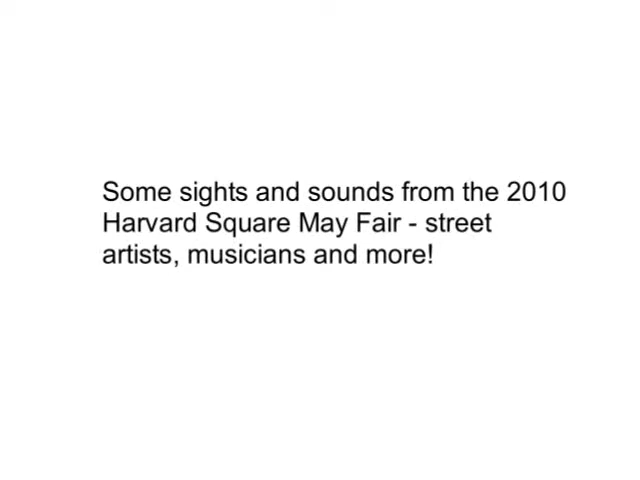 Some sights and sounds from the 2010
Harvard Square May Fair - street
artists, musicians and more!